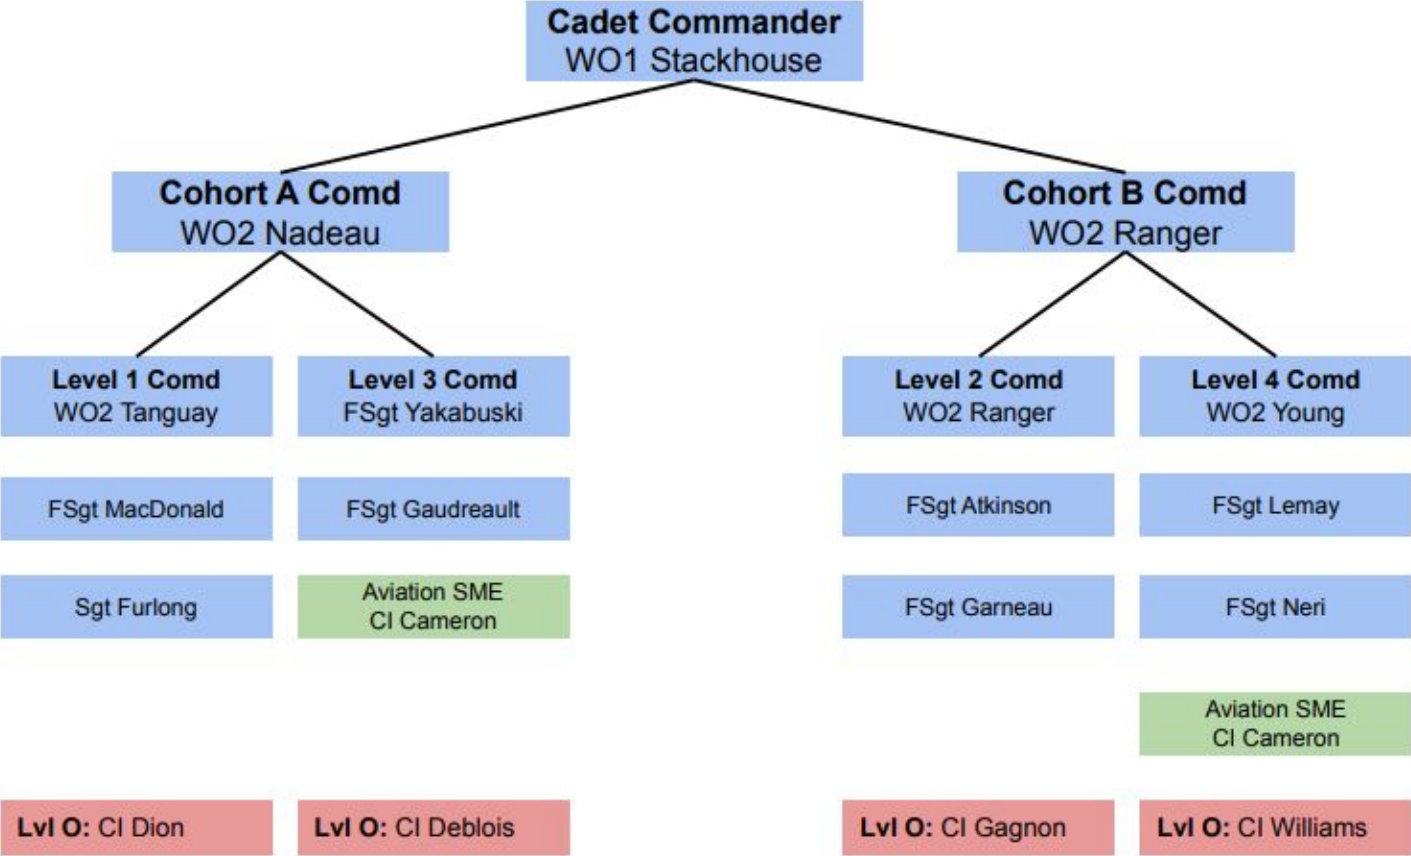 Cadet Commander
WO1 Stackhouse
Cohort A Comd
WO2 Nadeau
Cohort B Comd
WO2 Ranger
Level 1 Comd
WO2 Tanguay
Level 3 Comd
FSgt Yakabuski
Level 2 Comd
WO2 Ranger
Level 4 Comd
WO2 Young
FSgt MacDonald
FSgt Gaudreault
FSgt Atkinson
FSgt Lemay
Sgt Furlong
Aviation SME
CI Cameron
FSgt Garneau
FSgt Neri
Aviation SME
CI Cameron
Lvl O: CI Dion
Lvl O: CI Deblois
Lvl O: CI Gagnon
Lvl O: CI Williams